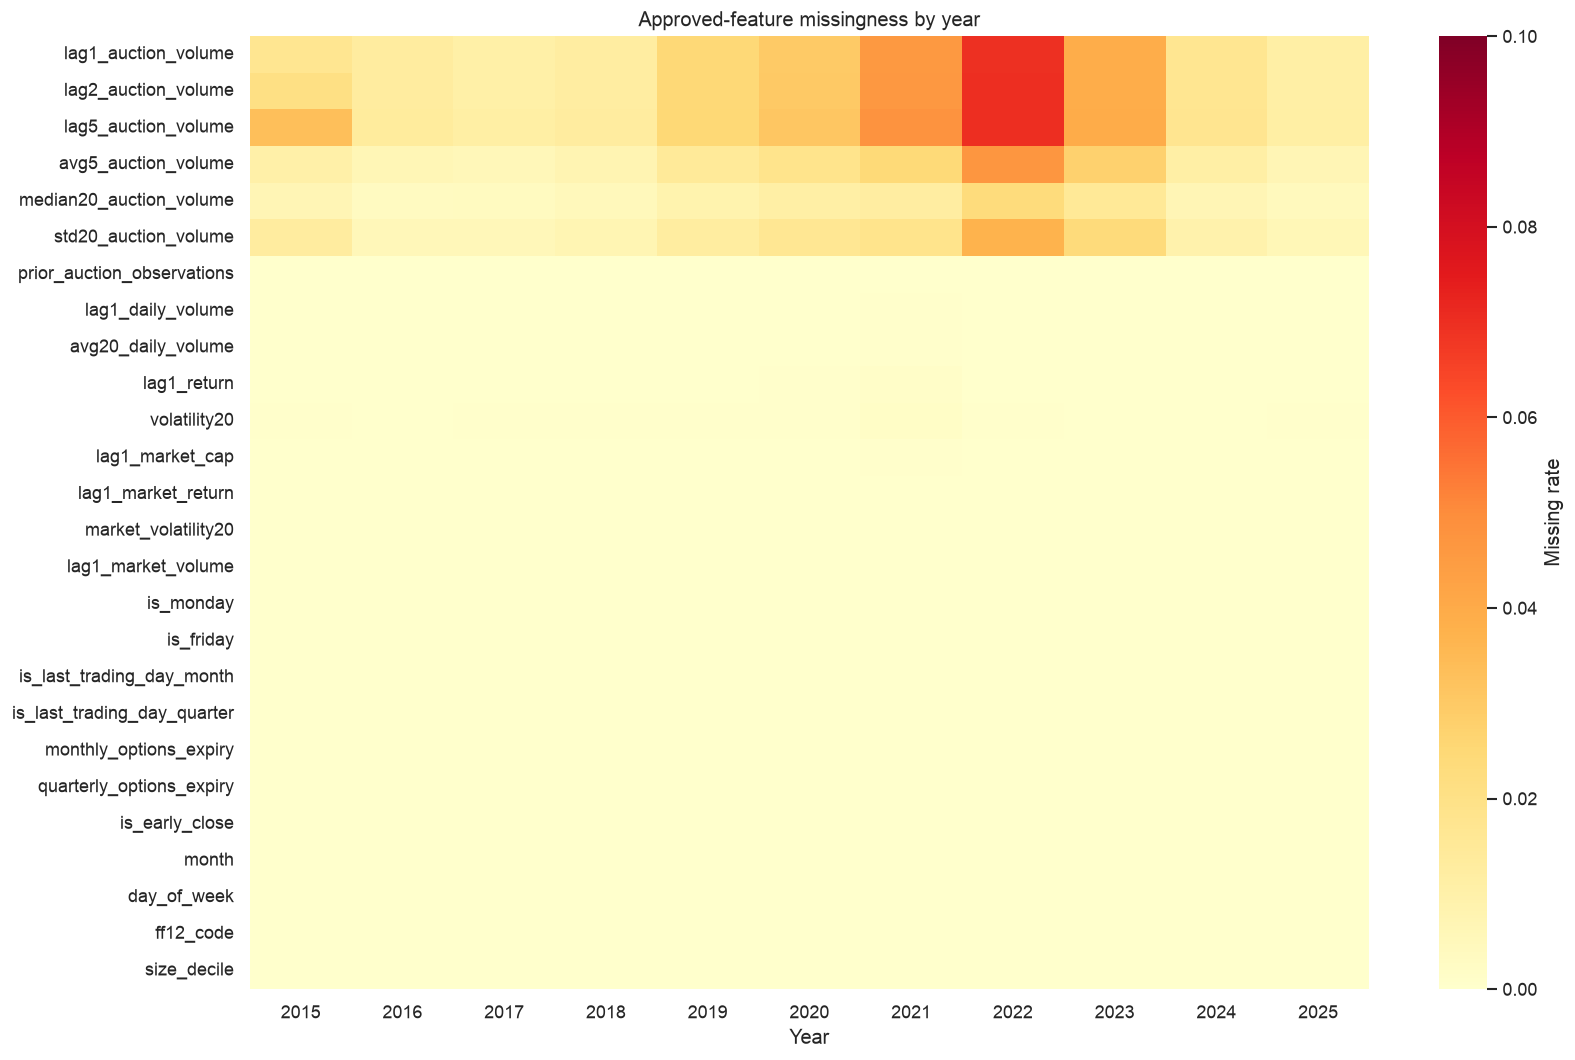 Approved-feature missingness by year
lag1_auction_volume
lag2_auction_volume
lag5_auction_volume
avg5_auction_volume
median20_auction_volume
std20_auction_volume
prior_auction_observations
lag1_daily_volume
avg20_daily_volume
lag1_return
volatility20
lag1_market_cap
lag1_market_return
market_volatility20
lag1_market_volume
is_monday
is_friday
is_last_trading_day_month
is_last_trading_day_quarter
monthly_options_expiry
quarterly_options_expiry
is_early_close
month
day_of_week
ff12_code
size_decile
2015 2016 2017 2018 2019 2020 2021 2022 2023 2024 2025
Year
0.10
0.08
0.06
0.04
0.02
0.00
Missing rate